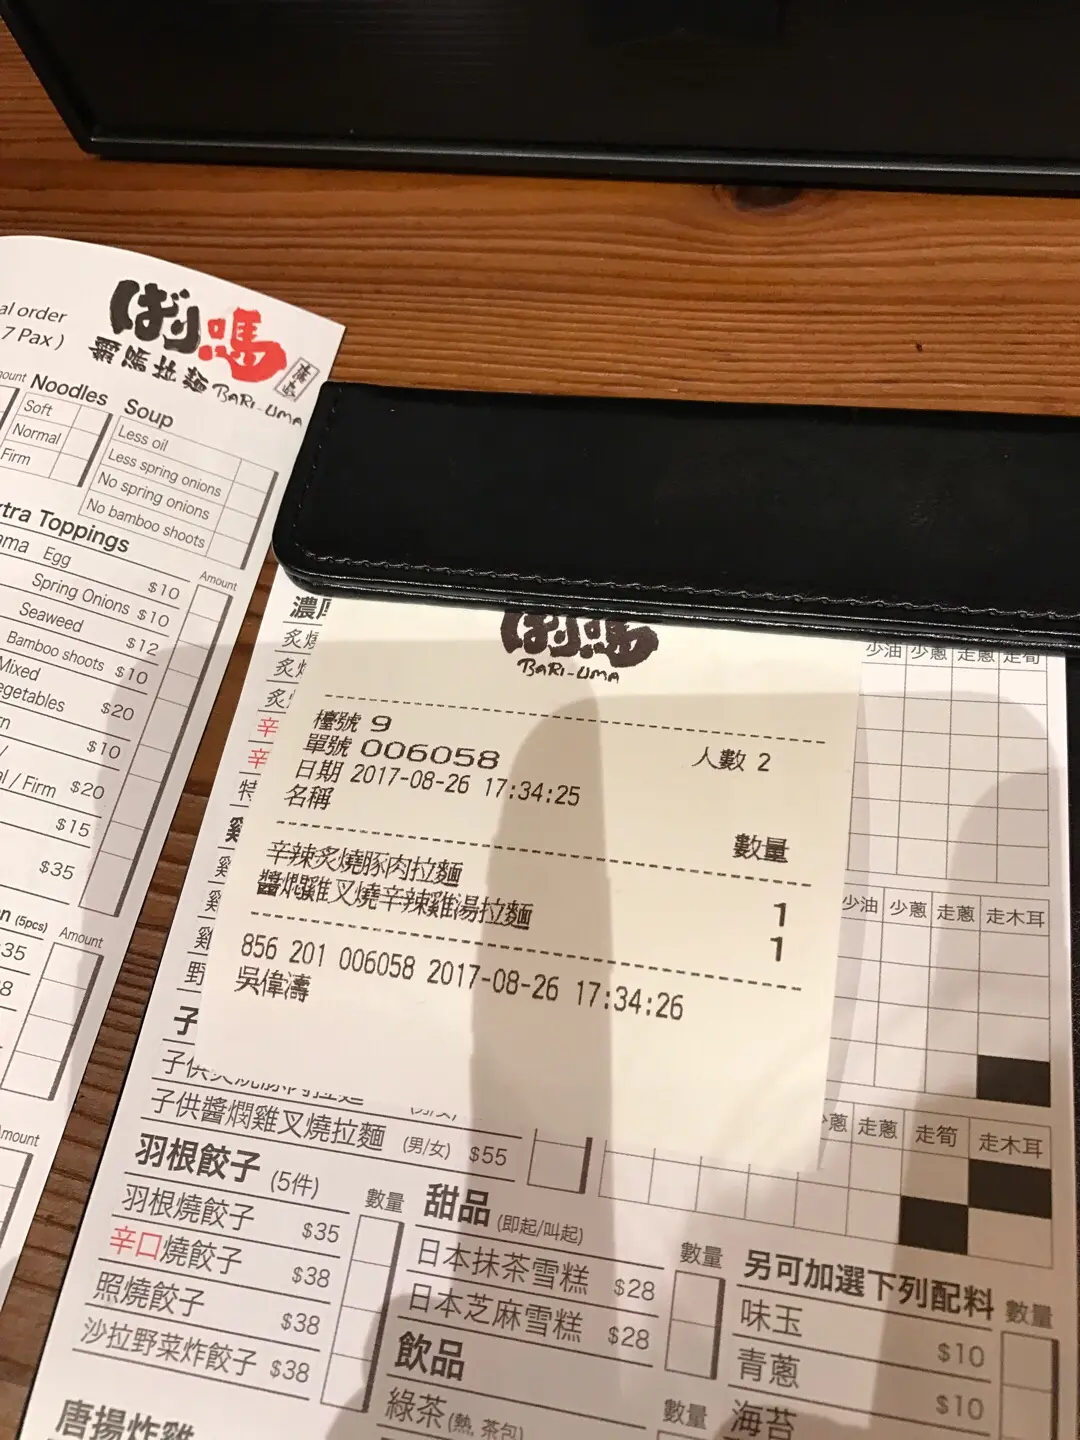 al order
7 Pax )
ばり嗎
霸嗎拉麵
BARI-UMA
Noodles
Soft
Normal
Firm
Soup
Less oil
Less spring onions
No spring onions
No bamboo shoots
Toppings
Amount
Egg $10
Spring Onions $10
Seaweed $12
Bamboo shoots $10
Mixed
$20
$10
/ Firm $20
$15
$35
(5pcs) Amount
ばり嗎
BARI-UMA
檯號 9
人數 2
單號 006058
日期 2017-08-26 17:34:25
名稱
數量
辛辣炙燒豚肉拉麵 1
醬燜雞叉燒辛辣雞湯拉麵 1
856 201 006058 2017-08-26 17:34:26
吳偉濤
少油 少蔥 走蔥 走筍
少油 少蔥 走蔥 走木耳
走蔥 走筍 走木耳
辛
辛
子供醬燜雞叉燒拉麵 (男/女) $55
羽根餃子 (5件) 數量
羽根燒餃子 $35
辛口燒餃子 $38
照燒餃子 $38
沙拉野菜炸餃子 $38
唐揚炸雞
甜品 (即起/叫起) 數量
日本抹茶雪糕 $28
日本芝麻雪糕 $28
飲品
綠茶 (熱, 茶包) 數量
另可加選下列配料 數量
味玉 $10
青蔥 $10
海苔